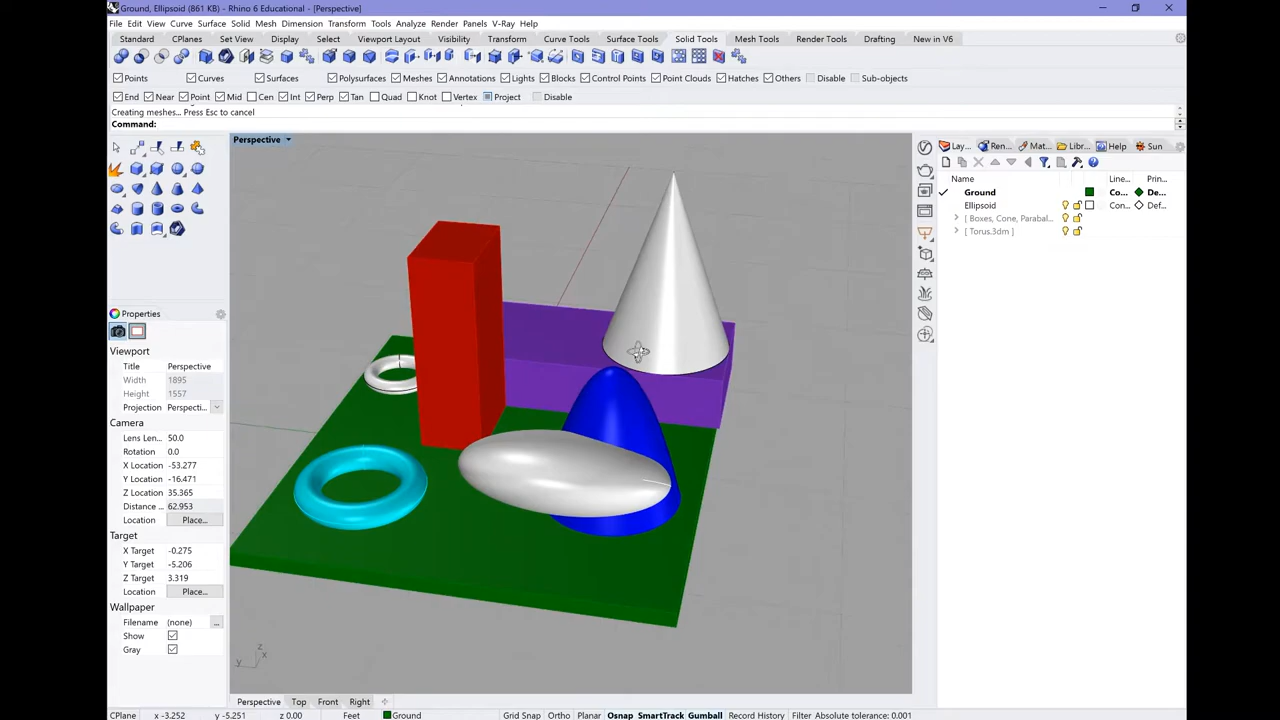 Ground, Ellipsoid (861 KB) - Rhino 6 Educational - [Perspective]
File Edit View Curve Surface Solid Mesh Dimension Transform Tools Analyze Render Panels V-Ray Help
Standard CPlanes Set View Display Select Viewport Layout Visibility Transform Curve Tools Surface Tools Solid Tools Mesh Tools Render Tools Drafting New in V6
Points Curves Surfaces Polysurfaces Meshes Annotations Lights Blocks Control Points Point Clouds Hatches Others Disable Sub-objects
End Near Point Mid Cen Int Perp Tan Quad Knot Vertex Project Disable
Creating meshes... Press Esc to cancel
Command:
Perspective
Lay... Ren... Mat... Libr... Help Sun
Name Line... Prin...
Ground Co... De...
Ellipsoid Con... Def...
[ Boxes, Cone, Parabal...
[ Torus.3dm ]
Properties
Viewport
Title Perspective
Width 1895
Height 1557
Projection Perspecti...
Camera
Lens Len... 50.0
Rotation 0.0
X Location -53.277
Y Location -16.471
Z Location 35.365
Distance ... 62.953
Location Place...
Target
X Target -0.275
Y Target -5.206
Z Target 3.319
Location Place...
Wallpaper
Filename (none) ...
Show
Gray
z
y x
Perspective Top Front Right
CPlane x -3.252 y -5.251 z 0.00 Feet Ground Grid Snap Ortho Planar Osnap SmartTrack Gumball Record History Filter Absolute tolerance: 0.001